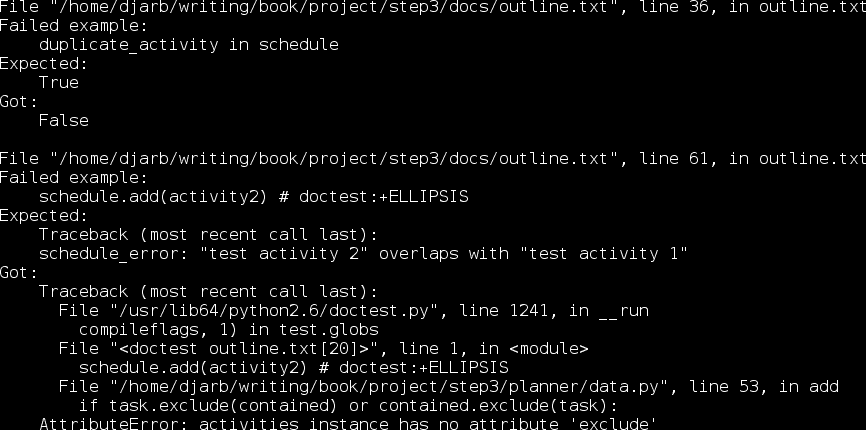 File "/home/djarb/writing/book/project/step3/docs/outline.txt", line 36, in outline.txt
Failed example:
    duplicate_activity in schedule
Expected:
    True
Got:
    False

File "/home/djarb/writing/book/project/step3/docs/outline.txt", line 61, in outline.txt
Failed example:
    schedule.add(activity2) # doctest:+ELLIPSIS
Expected:
    Traceback (most recent call last):
    schedule_error: "test activity 2" overlaps with "test activity 1"
Got:
    Traceback (most recent call last):
      File "/usr/lib64/python2.6/doctest.py", line 1241, in __run
        compileflags, 1) in test.globs
      File "<doctest outline.txt[20]>", line 1, in <module>
        schedule.add(activity2) # doctest:+ELLIPSIS
      File "/home/djarb/writing/book/project/step3/planner/data.py", line 53, in add
        if task.exclude(contained) or contained.exclude(task):
    AttributeError: activities instance has no attribute 'exclude'